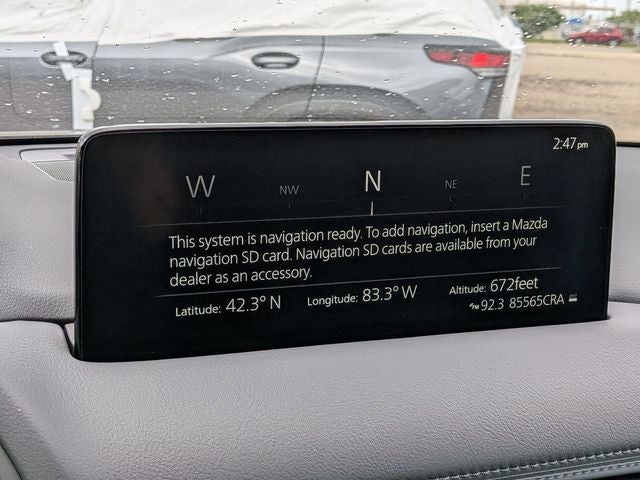 2:47pm
W NW N NE E
This system is navigation ready. To add navigation, insert a Mazda
navigation SD card. Navigation SD cards are available from your
dealer as an accessory.
Latitude: 42.3° N Longitude: 83.3° W Altitude: 672feet
92.3 85565CRA